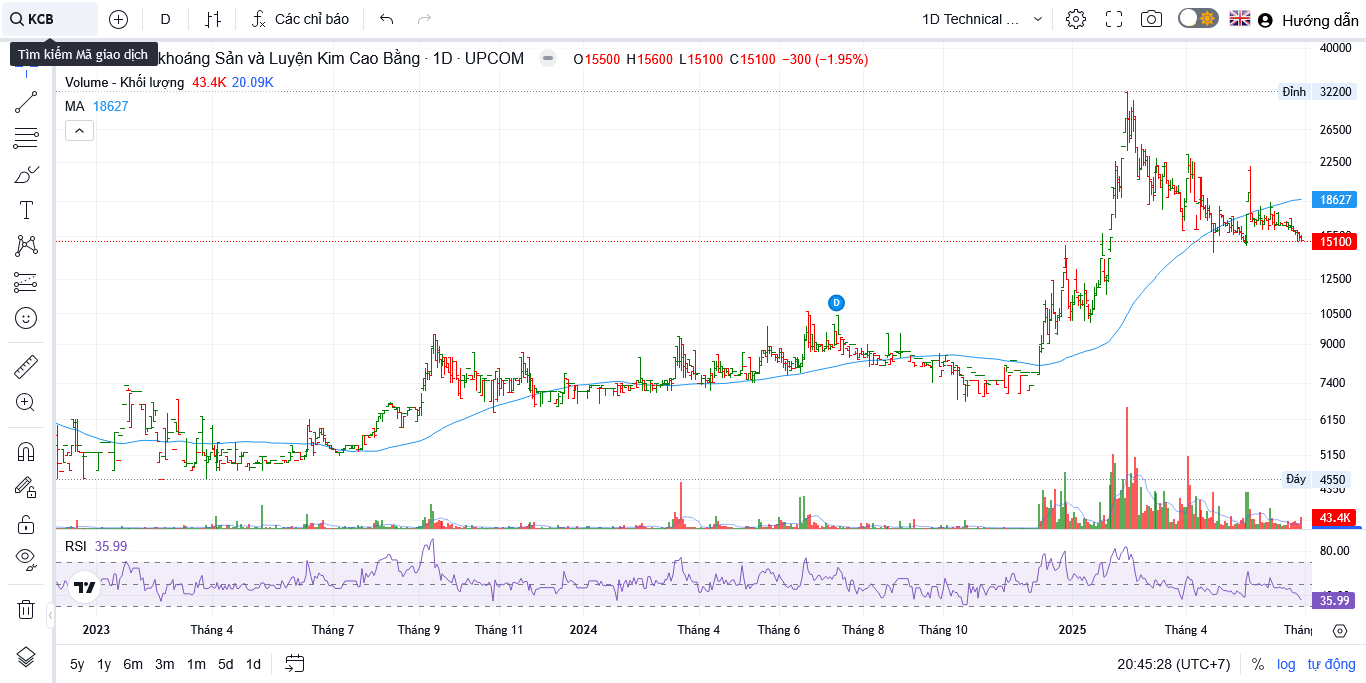 KCB
D
Các chỉ báo
1D Technical ...
Hướng dẫn
Tìm kiếm Mã giao dịch
khoáng Sản và Luyện Kim Cao Bằng · 1D · UPCOM
O15500 H15600 L15100 C15100 −300 (−1.95%)
Volume - Khối lượng 43.4K 20.09K
MA 18627
40000
Đỉnh 32200
26500
22500
18627
15100
12500
D
10500
9000
7400
6150
5150
Đáy 4550
43.4K
RSI 35.99
80.00
35.99
2023 Tháng 4 Tháng 7 Tháng 9 Tháng 11 2024 Tháng 4 Tháng 6 Tháng 8 Tháng 10 2025 Tháng 4
5y 1y 6m 3m 1m 5d 1d
20:45:28 (UTC+7) % log tự động